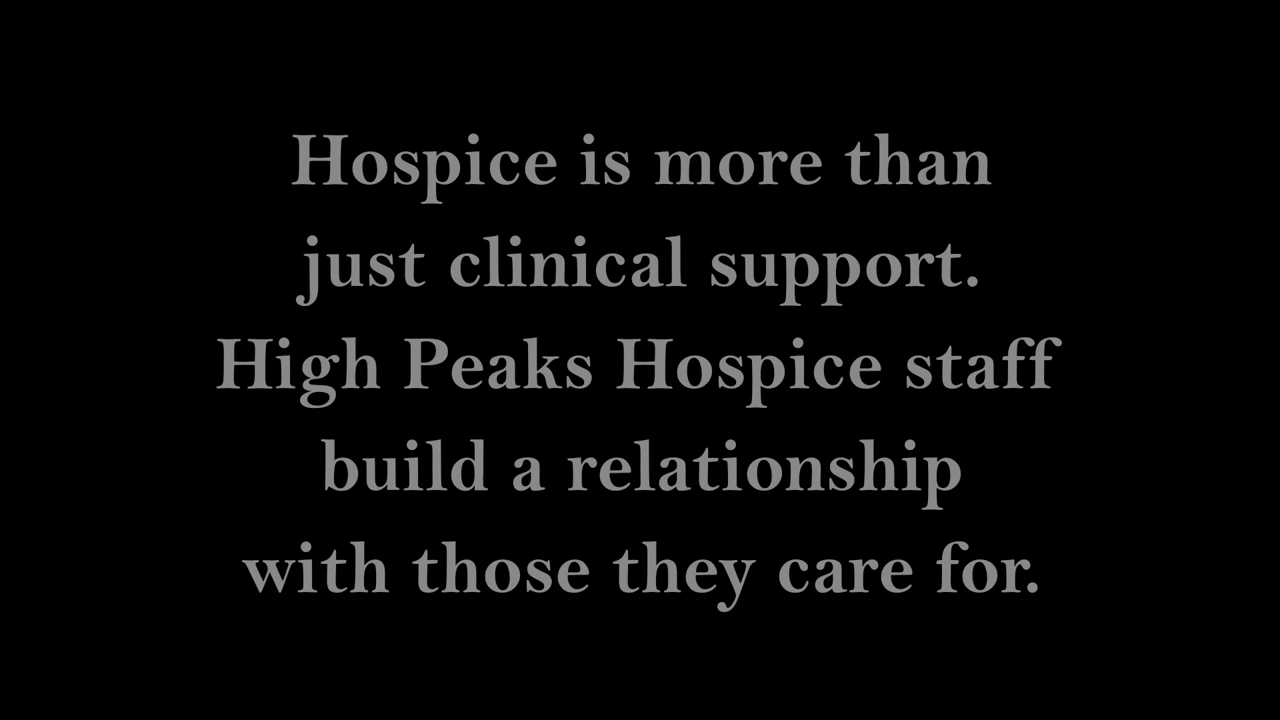 Hospice is more than
just clinical support.
High Peaks Hospice staff
build a relationship
with those they care for.